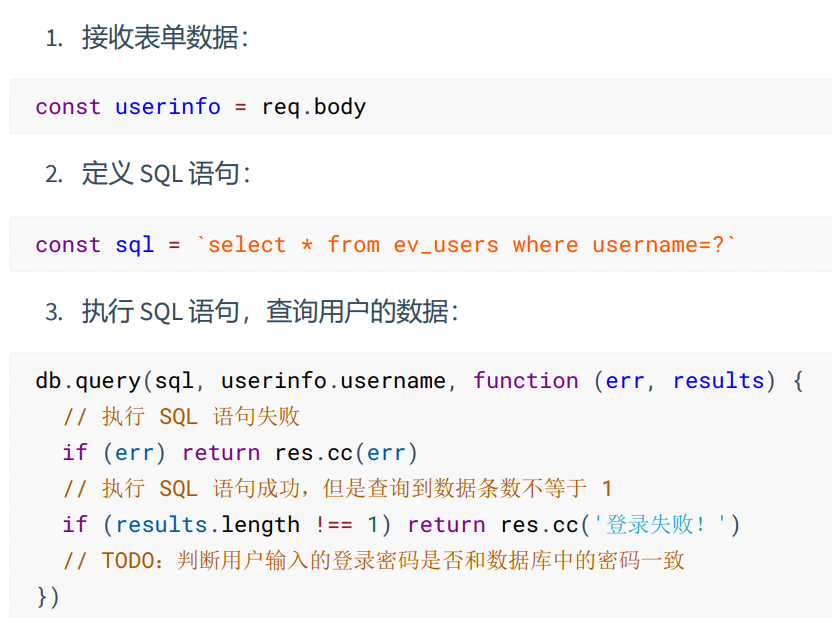 1. 接收表单数据：
const userinfo = req.body
2. 定义 SQL 语句：
const sql = `select * from ev_users where username=?`
3. 执行 SQL 语句，查询用户的数据：
db.query(sql, userinfo.username, function (err, results) {
  // 执行 SQL 语句失败
  if (err) return res.cc(err)
  // 执行 SQL 语句成功，但是查询到数据条数不等于 1
  if (results.length !== 1) return res.cc('登录失败！')
  // TODO：判断用户输入的登录密码是否和数据库中的密码一致
})